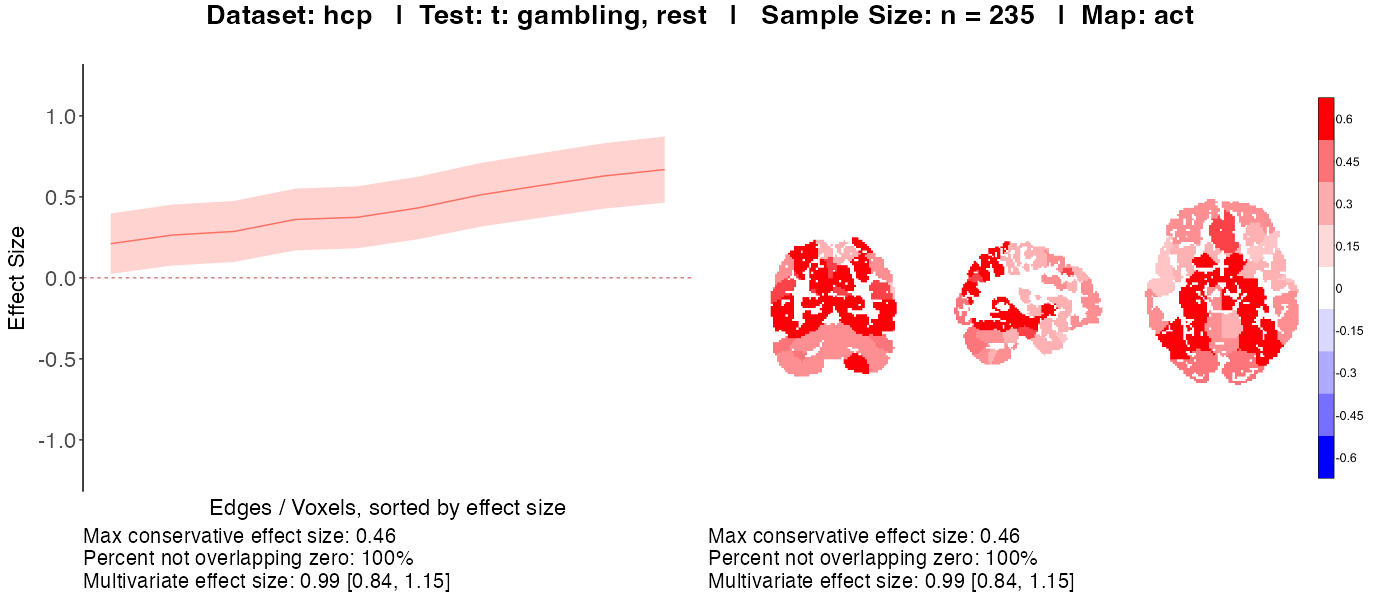 Dataset: hcp | Test: t: gambling, rest | Sample Size: n = 235 | Map: act
Effect Size
1.0
0.5
0.0
-0.5
-1.0
Edges / Voxels, sorted by effect size
Max conservative effect size: 0.46
Percent not overlapping zero: 100%
Multivariate effect size: 0.99 [0.84, 1.15]
0.6
0.45
0.3
0.15
0
-0.15
-0.3
-0.45
-0.6
Max conservative effect size: 0.46
Percent not overlapping zero: 100%
Multivariate effect size: 0.99 [0.84, 1.15]